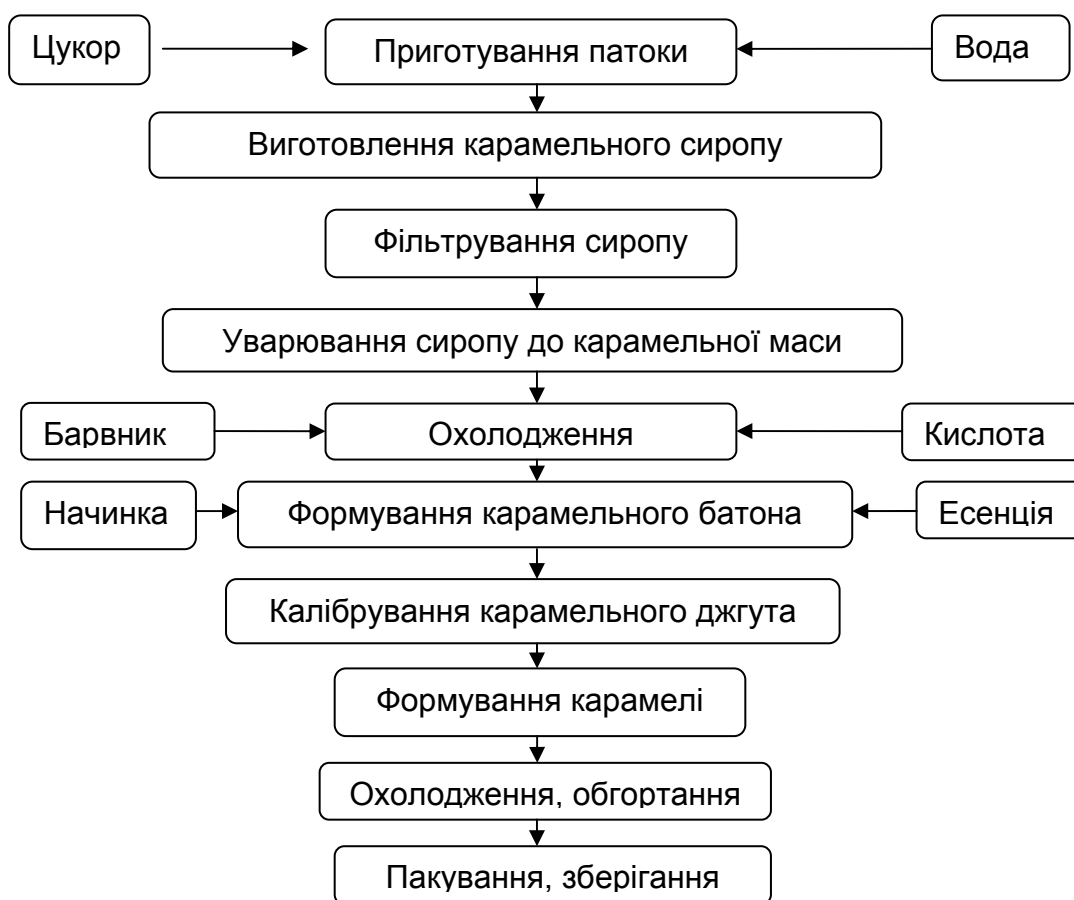 Цукор
Приготування патоки
Вода
Виготовлення карамельного сиропу
Фільтрування сиропу
Уварювання сиропу до карамельної маси
Барвник
Охолодження
Кислота
Начинка
Формування карамельного батона
Есенція
Калібрування карамельного джгута
Формування карамелі
Охолодження, обгортання
Пакування, зберігання